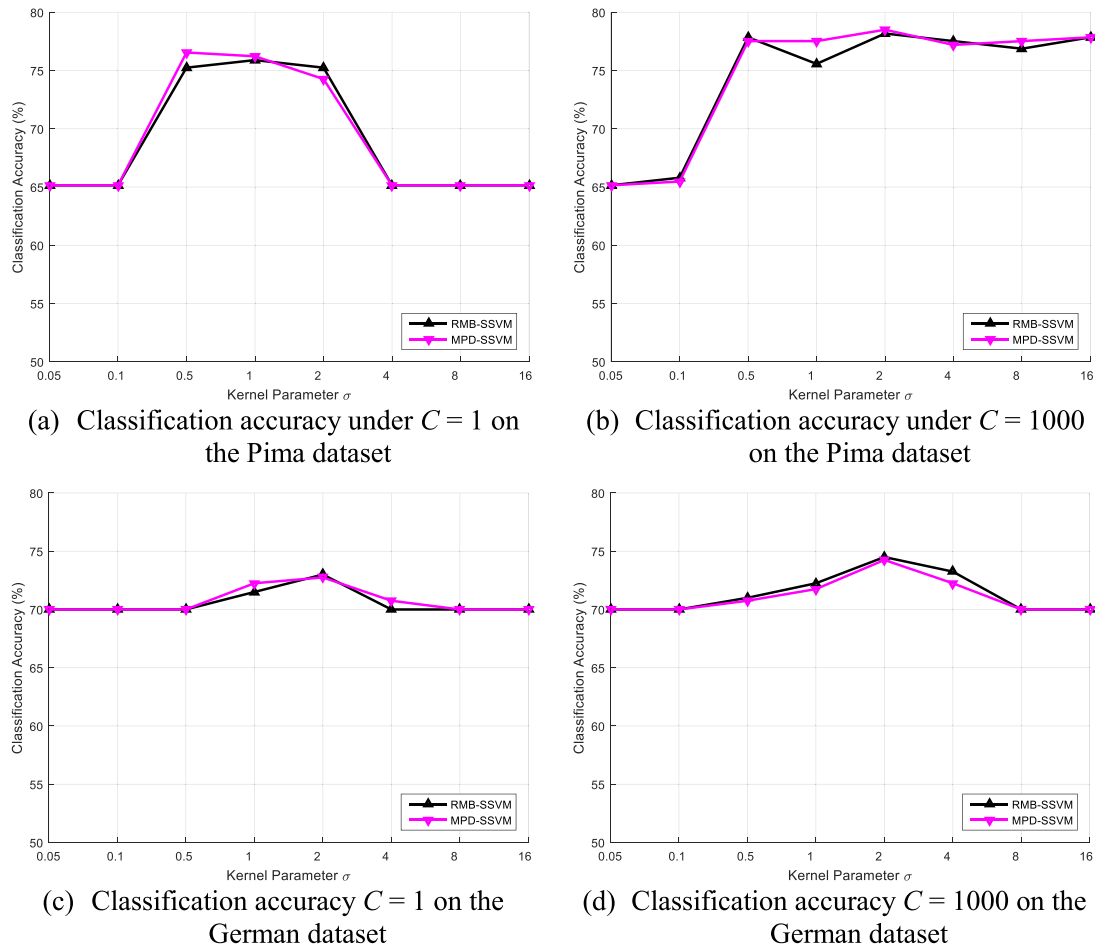 80
75
70
65
60
55
50
Classification Accuracy (%)
RMB-SSVM
MPD-SSVM
0.05 0.1 0.5 1 2 4 8 16
Kernel Parameter σ
(a) Classification accuracy under C = 1 on
the Pima dataset
80
75
70
65
60
55
50
Classification Accuracy (%)
RMB-SSVM
MPD-SSVM
0.05 0.1 0.5 1 2 4 8 16
Kernel Parameter σ
(b) Classification accuracy under C = 1000
on the Pima dataset
80
75
70
65
60
55
50
Classification Accuracy (%)
RMB-SSVM
MPD-SSVM
0.05 0.1 0.5 1 2 4 8 16
Kernel Parameter σ
(c) Classification accuracy C = 1 on the
German dataset
80
75
70
65
60
55
50
Classification Accuracy (%)
RMB-SSVM
MPD-SSVM
0.05 0.1 0.5 1 2 4 8 16
Kernel Parameter σ
(d) Classification accuracy C = 1000 on the
German dataset